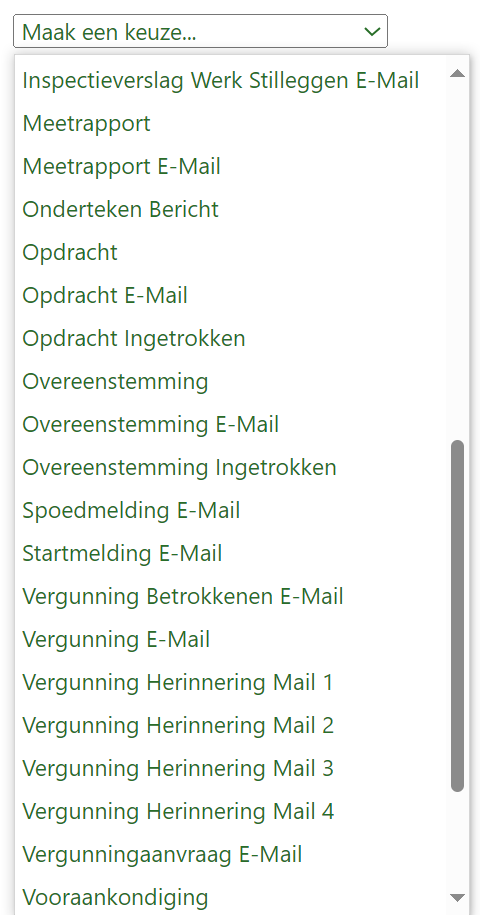 Maak een keuze...
Inspectieverslag Werk Stilleggen E-Mail
Meetrapport
Meetrapport E-Mail
Onderteken Bericht
Opdracht
Opdracht E-Mail
Opdracht Ingetrokken
Overeenstemming
Overeenstemming E-Mail
Overeenstemming Ingetrokken
Spoedmelding E-Mail
Startmelding E-Mail
Vergunning Betrokkenen E-Mail
Vergunning E-Mail
Vergunning Herinnering Mail 1
Vergunning Herinnering Mail 2
Vergunning Herinnering Mail 3
Vergunning Herinnering Mail 4
Vergunningaanvraag E-Mail
Vooraankondiging